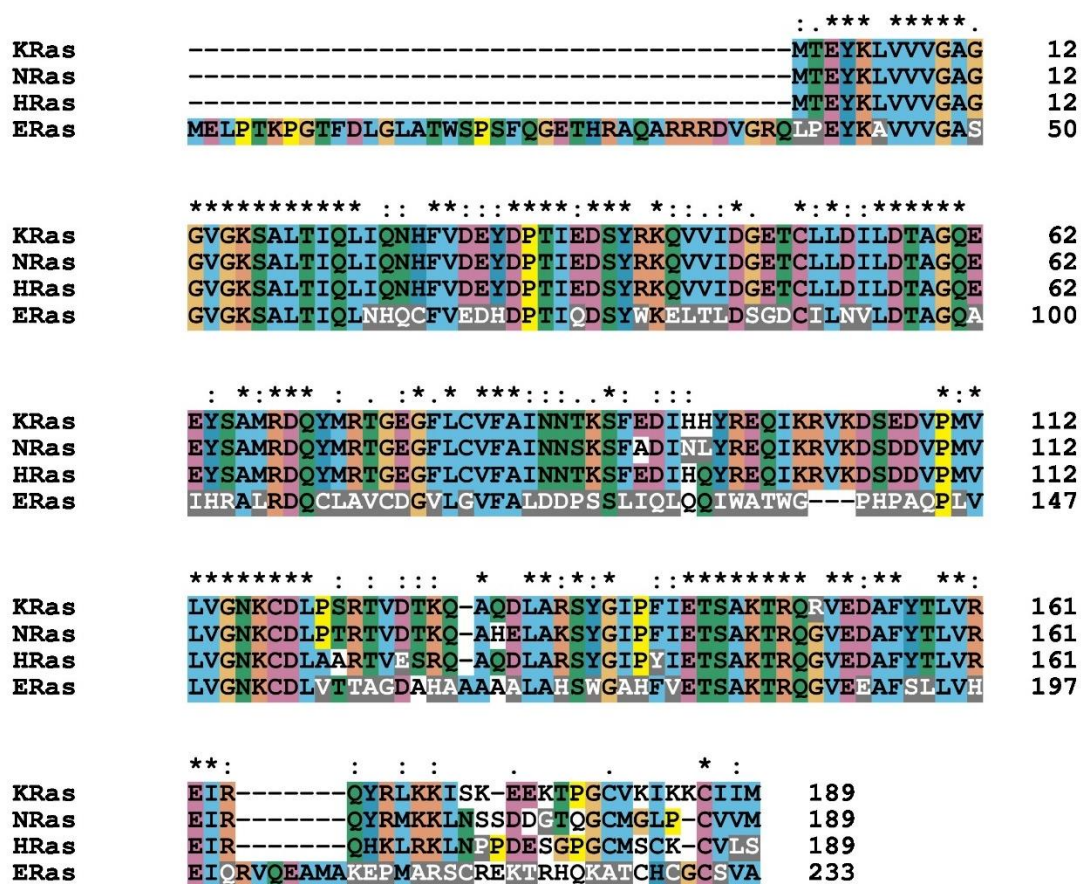 :. *** *****.
KRas --------------------------------------MTEYKLVVVGAG 12
NRas --------------------------------------MTEYKLVVVGAG 12
HRas --------------------------------------MTEYKLVVVGAG 12
ERas MELPTKPGTFDLGLATWSPSFQGETHRAQARRRDVGRQLPEYKAVVVGAS 50
*********** :: **:::****:*** *::.:*. *:*::******
KRas GVGKSALTIQLIQNHFVDEYDPTIEDSYRKQVVIDGETCLLDILDTAGQE 62
NRas GVGKSALTIQLIQNHFVDEYDPTIEDSYRKQVVIDGETCLLDILDTAGQE 62
HRas GVGKSALTIQLIQNHFVDEYDPTIEDSYRKQVVIDGETCLLDILDTAGQE 62
ERas GVGKSALTIQLNHQCFVEDHDPTIQDSYWKELTLDSGDCILNVLDTAGQA 100
: *:*** : . :*.* ***:::..*: : :: *:*
KRas EYSAMRDQYMRTGEGFLCVFAINNTKSFEDIHHYREQIKRVKDSEDVPMV 112
NRas EYSAMRDQYMRTGEGFLCVFAINNSKSFADINLYREQIKRVKDSDDVPMV 112
HRas EYSAMRDQYMRTGEGFLCVFAINNTKSFEDIHQYREQIKRVKDSDDVPMV 112
ERas IHRALRDQCLAVCDGVLGVFALDDPSSLIQLQQIWATWG---PHPAQPLV 147
******** : : ::: * **:*:* :: ******** **:** **:
KRas LVGNKCDLPSRTVDTKQ-AQDLARSYGIPFIETSAKTRQRVEDAFYTLVR 161
NRas LVGNKCDLPTRTVDTKQ-AHELAKSYGIPFIETSAKTRQGVEDAFYTLVR 161
HRas LVGNKCDLAARTVESRQ-AQDLARSYGIPYIETSAKTRQGVEDAFYTLVR 161
ERas LVGNKCDLVTTAGDAHAAAAALAHSWGAHFVETSAKTRQGVEEAFSLLVH 197
**: : : : . . * :
KRas EIR-------QYRLKKISK-EEKTPGCVKIKKCIIM 189
NRas EIR-------QYRMKKLNSSDDGTQGCMGLP-CVVM 189
HRas EIR-------QHKLRKLNPPDESGPGCMSCK-CVLS 189
ERas EIQRVQEAMAKEPMARSCREKTRHQKATCHCGCSVA 233